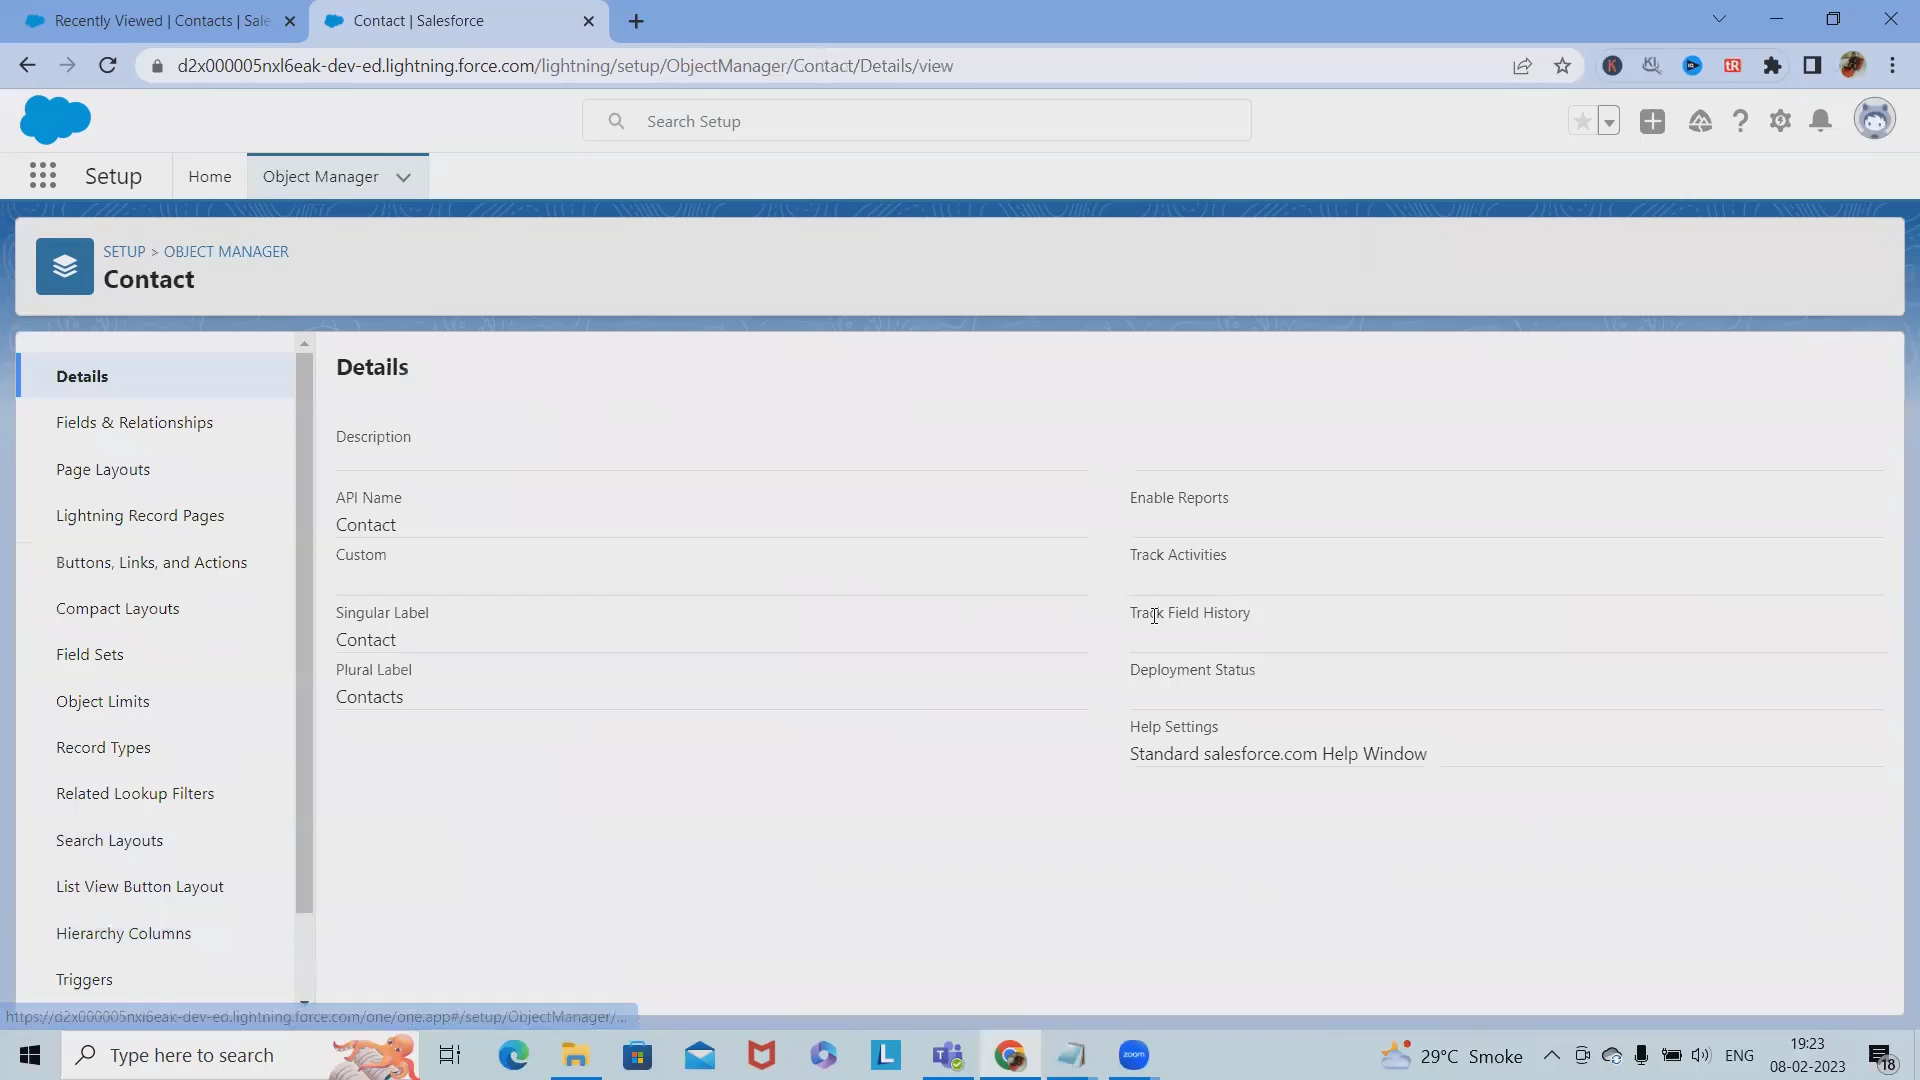 Recently Viewed | Contacts | Sale
Contact | Salesforce
d2x000005nxl6eak-dev-ed.lightning.force.com/lightning/setup/ObjectManager/Contact/Details/view
Search Setup
Setup
Home
Object Manager
SETUP > OBJECT MANAGER
Contact
Details
Fields & Relationships
Page Layouts
Lightning Record Pages
Buttons, Links, and Actions
Compact Layouts
Field Sets
Object Limits
Record Types
Related Lookup Filters
Search Layouts
List View Button Layout
Hierarchy Columns
Triggers
Details
Description
API Name
Contact
Custom
Singular Label
Contact
Plural Label
Contacts
Enable Reports
Track Activities
Track Field History
Deployment Status
Help Settings
Standard salesforce.com Help Window
https://d2x000005nxl6eak-dev-ed.lightning.force.com/one/one.app#/setup/ObjectManager/...
Type here to search
zoom
29°C Smoke
ENG
19:23
08-02-2023
18